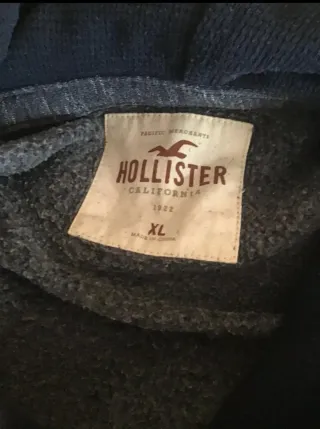 PACIFIC MERCHANTS
HOLLISTER
CALIFORNIA
1922
XL
MADE IN CHINA